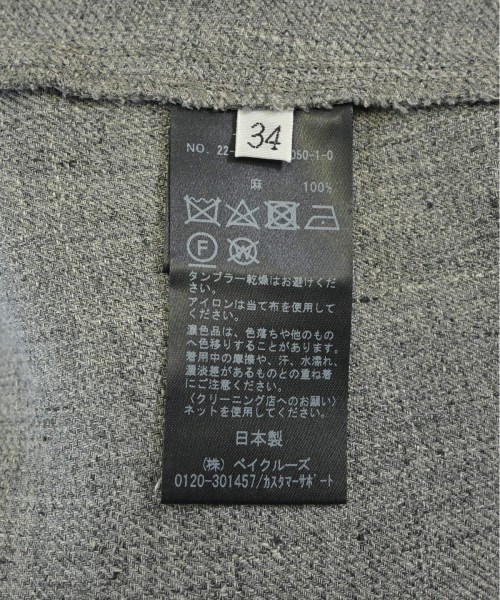 34
NO. 22- 050-1-0
麻 100%
F W
タンブラー乾燥はお避けくだ
さい。
アイロンは当て布を使用して
ください。
濃色品は、色落ちや他のもの
へ色移りすることがあります。
着用中の摩擦や、汗、水濡れ、
濃淡差があるものとの重ね着
にご注意ください。
〈クリーニング店へのお願い〉
ネットを使用してください。
日本製
(株) ベイクルーズ
0120-301457/カスタマーサポート